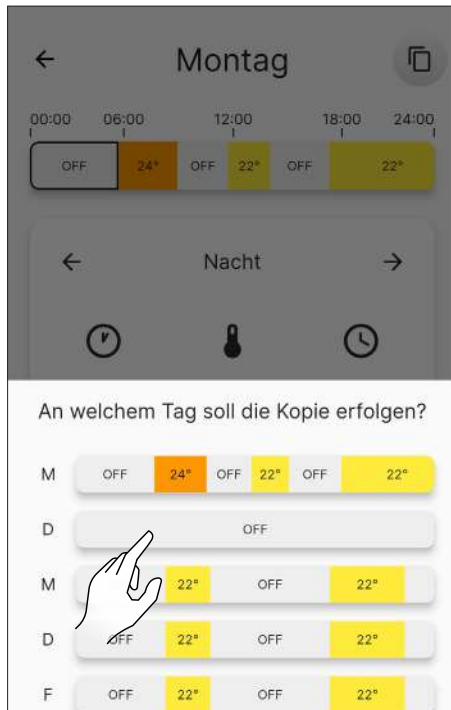 Montag
00:00 06:00 12:00 18:00 24:00
OFF 24° OFF 22° OFF 22°
Nacht
An welchem Tag soll die Kopie erfolgen?
M OFF 24° OFF 22° OFF 22°
D OFF
M 22° OFF 22°
D OFF 22° OFF 22°
F OFF 22° OFF 22°